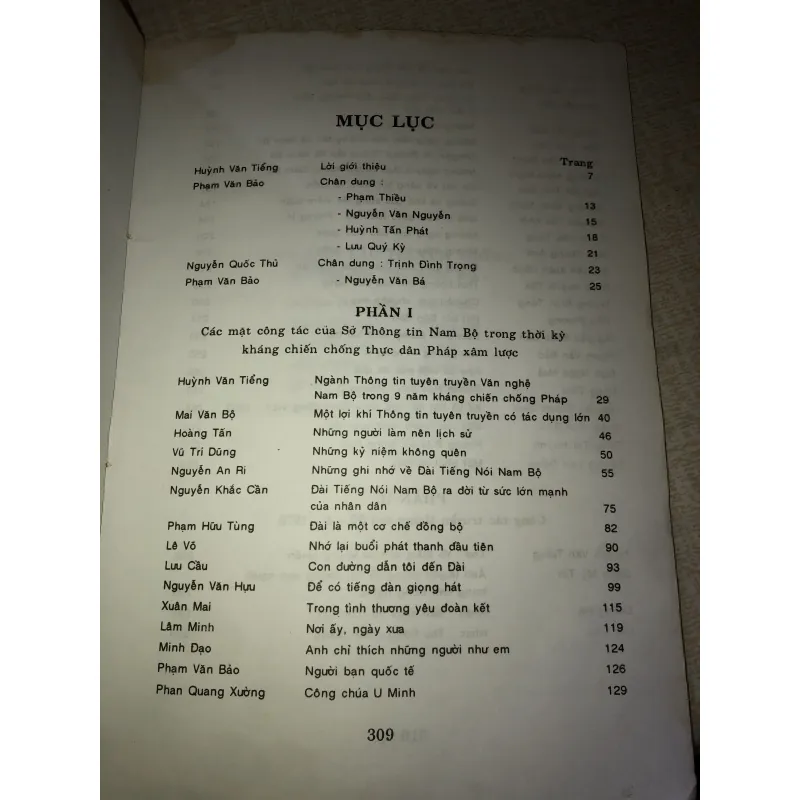 MỤC LỤC
Trang
Huỳnh Văn Tiểng Lời giới thiệu 7
Phạm Văn Bảo Chân dung :
- Phạm Thiều 13
- Nguyễn Văn Nguyễn 15
- Huỳnh Tấn Phát 18
- Lưu Quý Kỳ 21
Nguyễn Quốc Thủ Chân dung : Trịnh Đình Trọng 23
Phạm Văn Bảo - Nguyễn Văn Bá 25
PHẦN I
Các mặt công tác của Sở Thông tin Nam Bộ trong thời kỳ
kháng chiến chống thực dân Pháp xâm lược
Huỳnh Văn Tiểng Ngành Thông tin tuyên truyền Văn nghệ
Nam Bộ trong 9 năm kháng chiến chống Pháp 29
Mai Văn Bộ Một lợi khí Thông tin tuyên truyền có tác dụng lớn 40
Hoàng Tấn Những người làm nên lịch sử 46
Vũ Trí Dũng Những kỷ niệm không quên 50
Nguyễn An Ri Những ghi nhớ về Đài Tiếng Nói Nam Bộ 55
Nguyễn Khắc Cần Đài Tiếng Nói Nam Bộ ra đời từ sức lớn mạnh
của nhân dân 75
Phạm Hữu Tùng Đài là một cơ chế đồng bộ 82
Lê Võ Nhớ lại buổi phát thanh đầu tiên 90
Lưu Cầu Con đường dẫn tôi đến Đài 93
Nguyễn Văn Hựu Để có tiếng đàn giọng hát 99
Xuân Mai Trong tình thương yêu đoàn kết 115
Lâm Minh Nơi ấy, ngày xưa 119
Minh Đạo Anh chỉ thích những người như em 124
Phạm Văn Bảo Người bạn quốc tế 126
Phan Quang Xường Công chúa U Minh 129
309